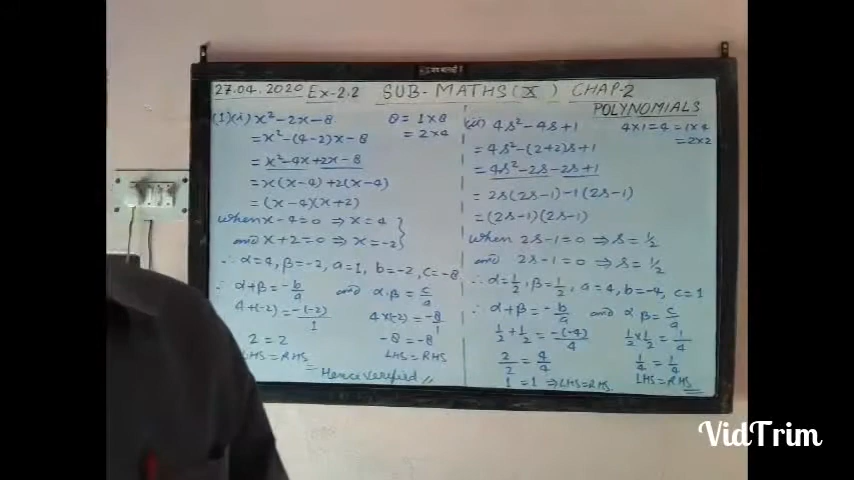 27.04.2020 Ex-2.2 SUB-MATHS(X) CHAP-2
POLYNOMIALS
(1)(i) x²-2x-8
8 = 1×8
= 2×4
= x²-(4-2)x-8
= x²-4x+2x-8
= x(x-4)+2(x-4)
= (x-4)(x+2)
when x-4=0 ⇒ x=4
and x+2=0 ⇒ x=-2
∴ α=4, β=-2, a=1, b=-2, c=-8
∴ α+β = -b/a and α.β = c/a
4+(-2) = -(-2)/1 4×(-2) = -8/1
2 = 2 -8 = -8
LHS=RHS LHS=RHS
= Hence verified //
(ii) 4s²-4s+1
4×1=4 = 1×4
= 2×2
= 4s²-(2+2)s+1
= 4s²-2s-2s+1
= 2s(2s-1)-1(2s-1)
= (2s-1)(2s-1)
when 2s-1=0 ⇒ s=1/2
and 2s-1=0 ⇒ s=1/2
∴ α=1/2, β=1/2, a=4, b=-4, c=1
∴ α+β = -b/a and α.β = c/a
1/2+1/2 = -(-4)/4 1/2×1/2 = 1/4
2/2 = 4/4 1/4 = 1/4
1 = 1 ⇒ LHS=RHS LHS=RHS
VidTrim